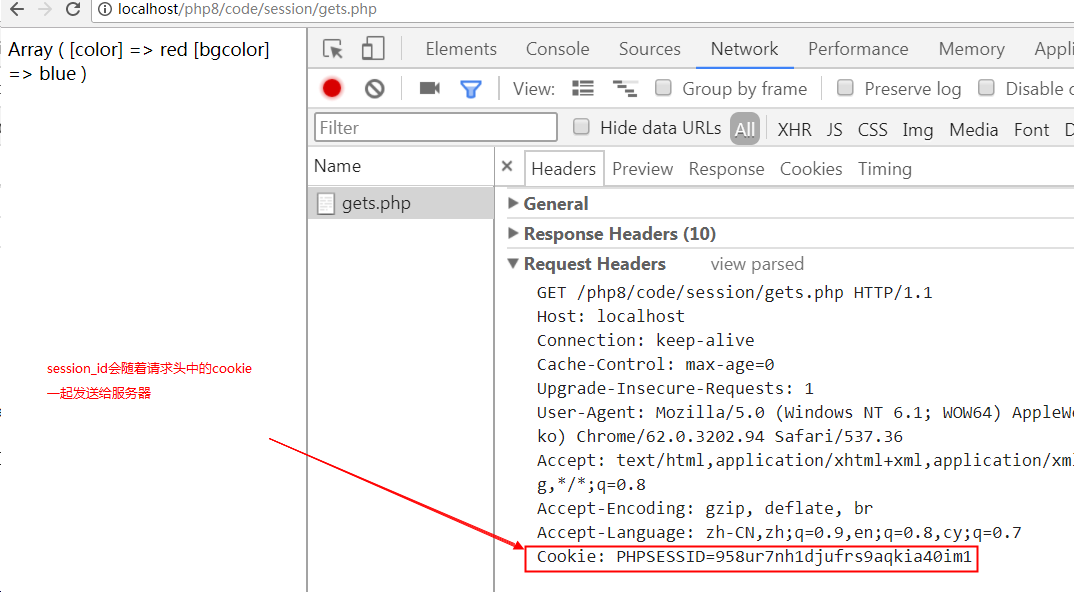 localhost/php8/code/session/gets.php
Array ( [color] => red [bgcolor]
=> blue )
Elements Console Sources Network Performance Memory Appli
View: Group by frame Preserve log Disable c
Filter Hide data URLs All XHR JS CSS Img Media Font D
Name
× Headers Preview Response Cookies Timing
gets.php
General
Response Headers (10)
Request Headers view parsed
GET /php8/code/session/gets.php HTTP/1.1
Host: localhost
Connection: keep-alive
Cache-Control: max-age=0
Upgrade-Insecure-Requests: 1
User-Agent: Mozilla/5.0 (Windows NT 6.1; WOW64) AppleWe
ko) Chrome/62.0.3202.94 Safari/537.36
Accept: text/html,application/xhtml+xml,application/xml
g,*/*;q=0.8
Accept-Encoding: gzip, deflate, br
Accept-Language: zh-CN,zh;q=0.9,en;q=0.8,cy;q=0.7
Cookie: PHPSESSID=958ur7nh1djufrs9aqkia40im1
session_id会随着请求头中的cookie
一起发送给服务器